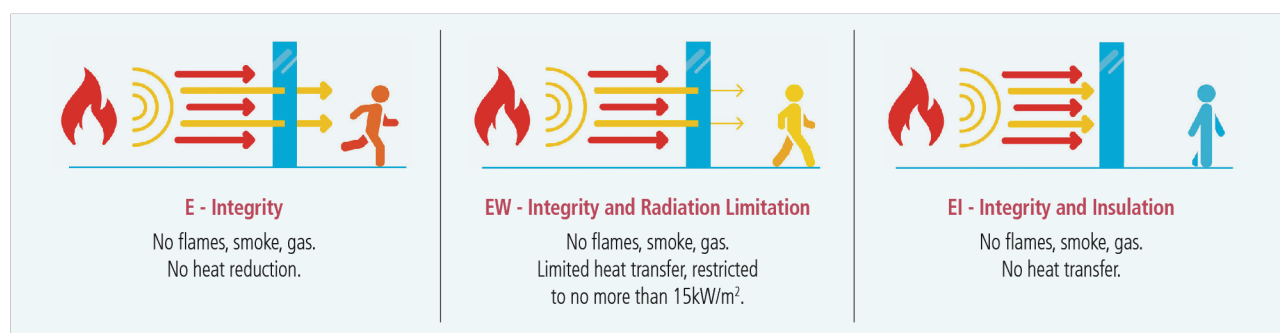 E - Integrity
No flames, smoke, gas.
No heat reduction.
EW - Integrity and Radiation Limitation
No flames, smoke, gas.
Limited heat transfer, restricted
to no more than 15kW/m².
EI - Integrity and Insulation
No flames, smoke, gas.
No heat transfer.